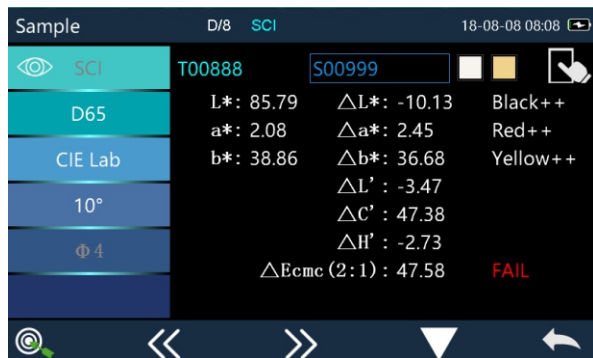 Sample D/8 SCI 18-08-08 08:08
SCI T00888 S00999
D65 L*: 85.79 △L*: -10.13 Black++
a*: 2.08 △a*: 2.45 Red++
CIE Lab b*: 38.86 △b*: 36.68 Yellow++
△L': -3.47
10° △C': 47.38
△H': -2.73
Φ4 △Ecmc(2:1): 47.58 FAIL